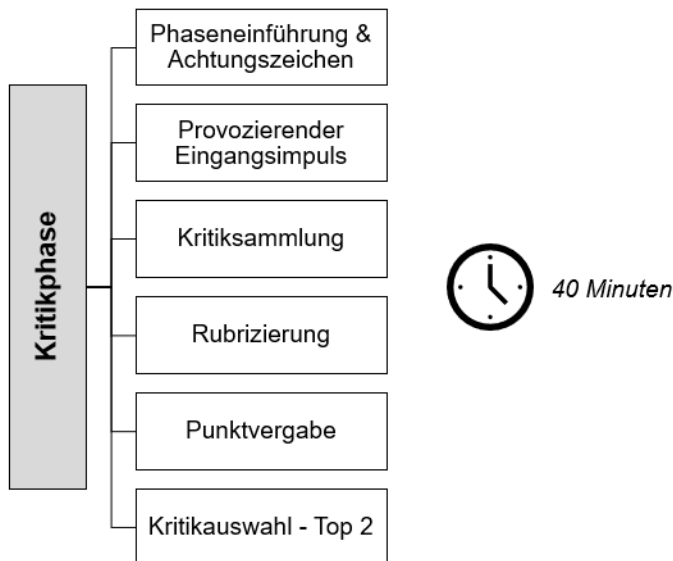 Phaseneinführung &
Achtungszeichen
Provozierender
Eingangsimpuls
Kritiksammlung
Kritikphase
40 Minuten
Rubrizierung
Punktvergabe
Kritikauswahl - Top 2